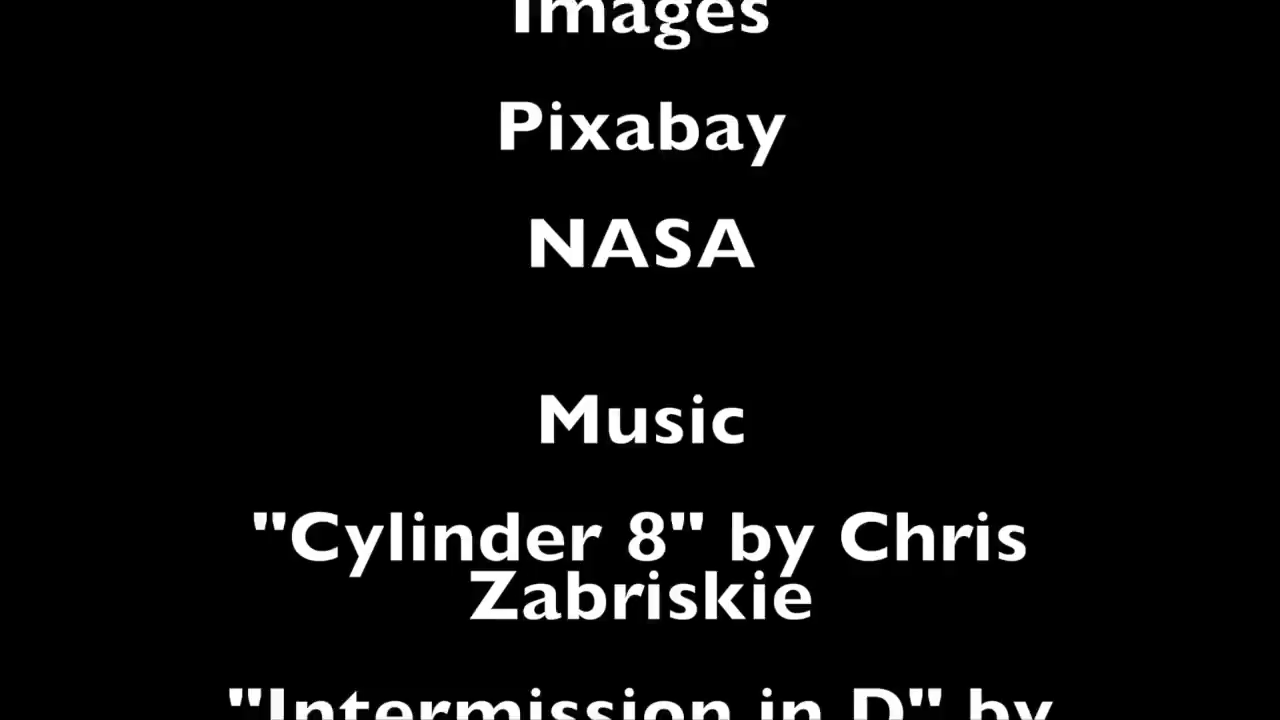 Images
Pixabay
NASA
Music
"Cylinder 8" by Chris
Zabriskie
"Intermission in D" by